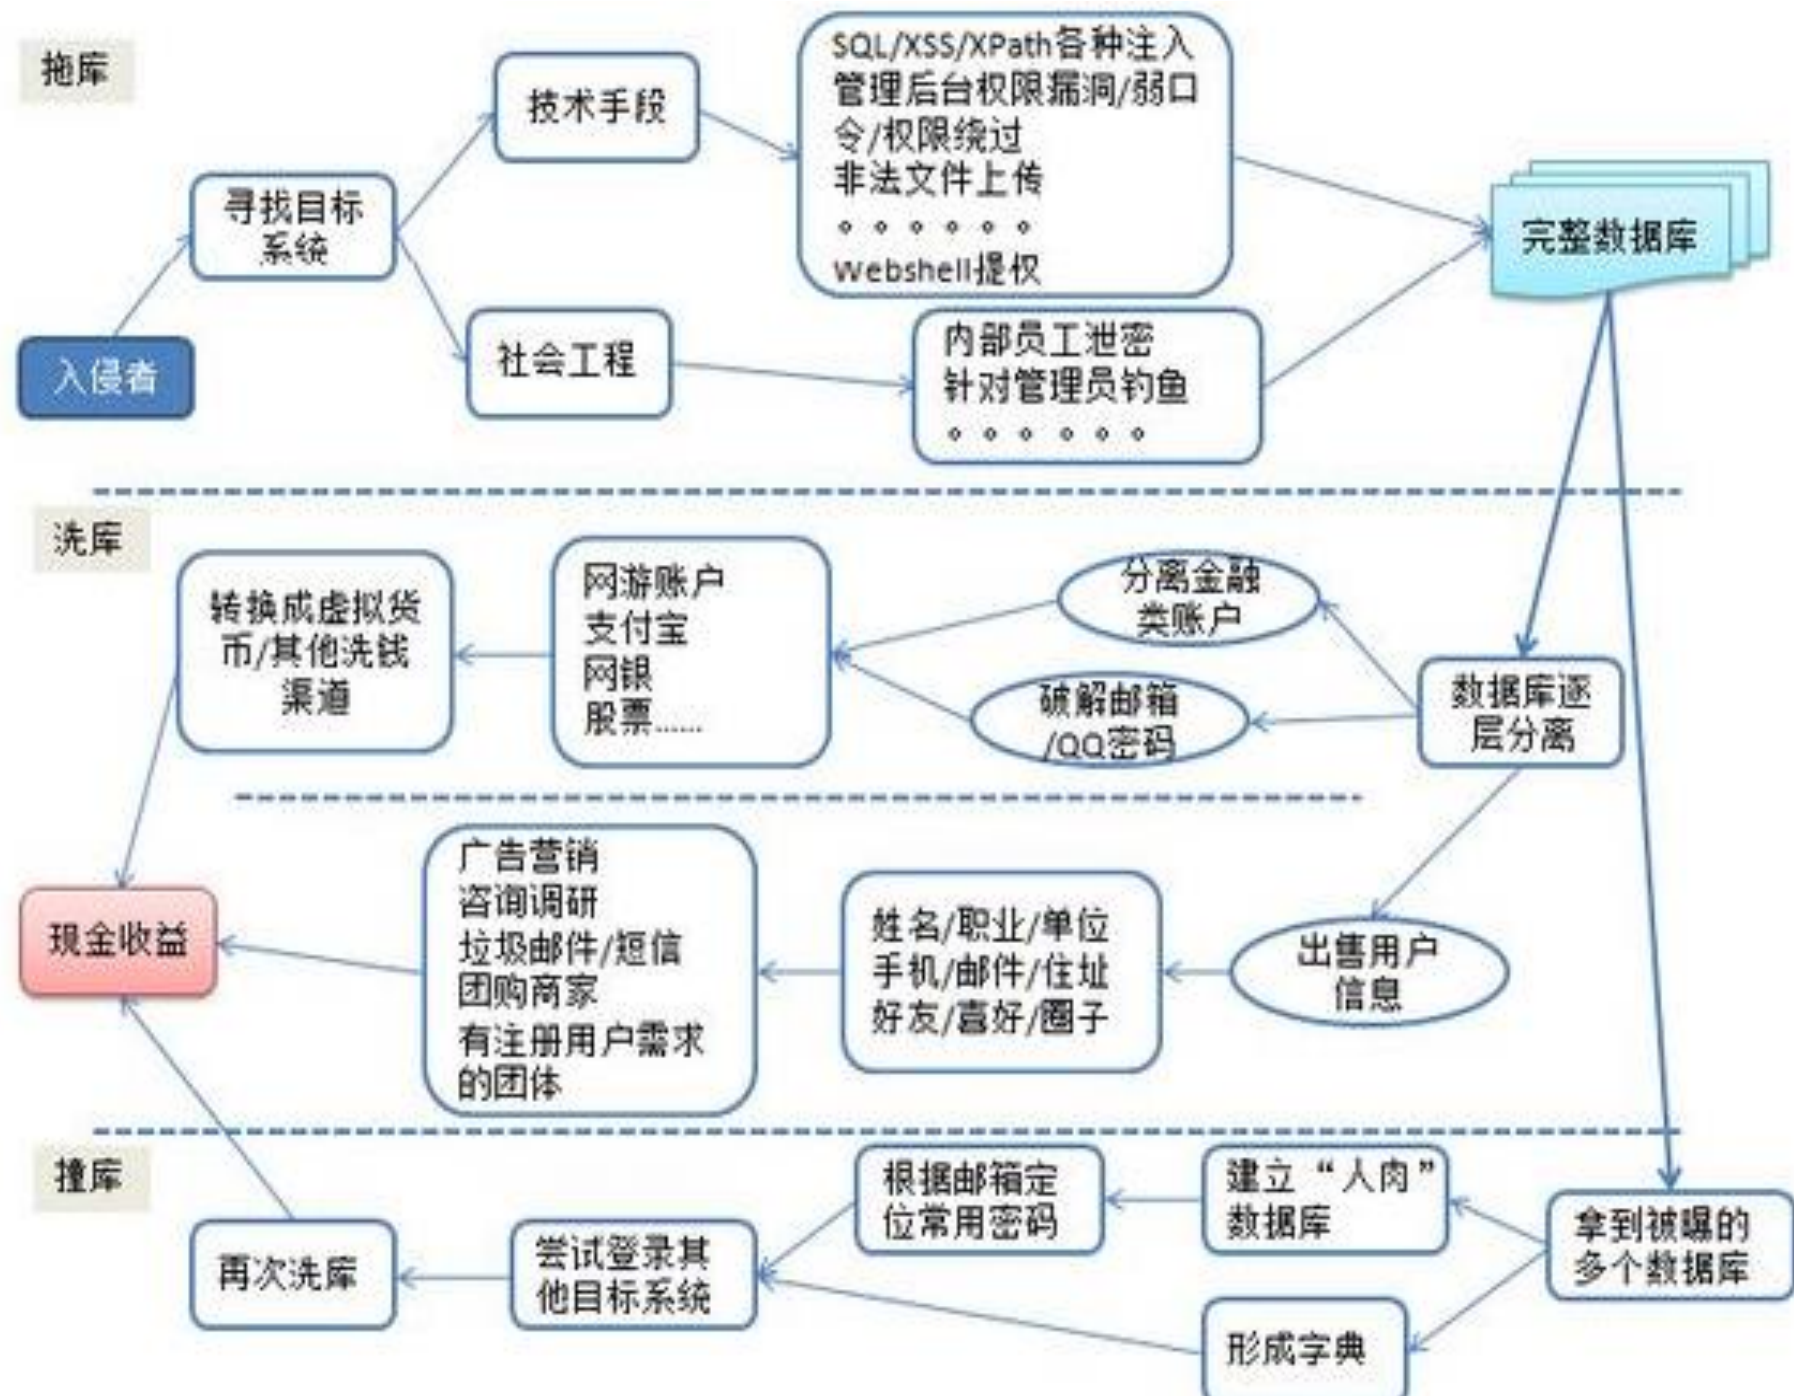 拖库
技术手段
SQL/XSS/XPath各种注入
管理后台权限漏洞/弱口
令/权限绕过
非法文件上传
。。。。。。
Webshell提权
寻找目标
系统
完整数据库
入侵者
社会工程
内部员工泄密
针对管理员钓鱼
。。。。。。
洗库
转换成虚拟货
币/其他洗钱
渠道
网游账户
支付宝
网银
股票……
分离金融
类账户
破解邮箱
/QQ密码
数据库逐
层分离
现金收益
广告营销
咨询调研
垃圾邮件/短信
团购商家
有注册用户需求
的团体
姓名/职业/单位
手机/邮件/住址
好友/喜好/圈子
出售用户
信息
撞库
再次洗库
尝试登录其
他目标系统
根据邮箱定
位常用密码
建立“人肉”
数据库
拿到被曝的
多个数据库
形成字典